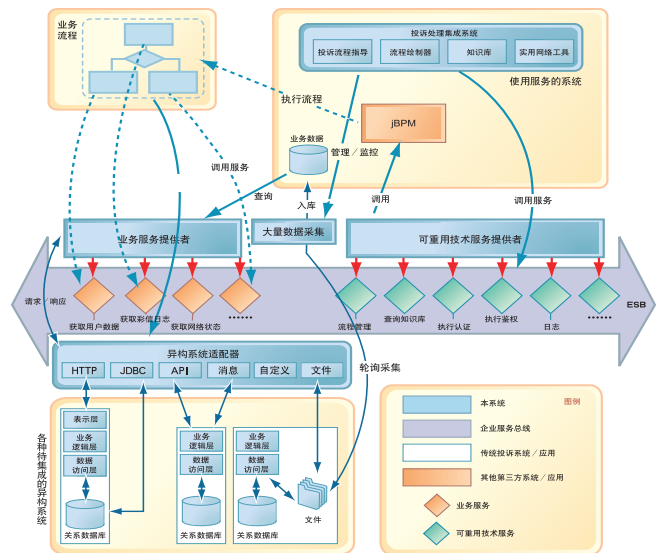 业务
流程
投诉处理集成系统
投诉流程指导
流程绘制器
知识库
实用网络工具
使用服务的系统
执行流程
jBPM
业务数据
管理／监控
调用服务
查询
入库
调用
调用服务
业务服务提供者
大量数据采集
可重用技术服务提供者
请求／响应
ESB
获取用户数据
获取彩信日志
获取网络状态
……
流程管理
查询知识库
执行认证
执行鉴权
日志
……
异构系统适配器
HTTP
JDBC
API
消息
自定义
文件
轮询采集
各种待集成的异构系统
表示层
业务
逻辑层
数据
访问层
关系数据库
业务
逻辑层
数据
访问层
关系数据库
业务
逻辑层
数据
访问层
关系数据库
文件
图例
本系统
企业服务总线
传统投诉系统／应用
其他第三方系统／应用
业务服务
可重用技术服务